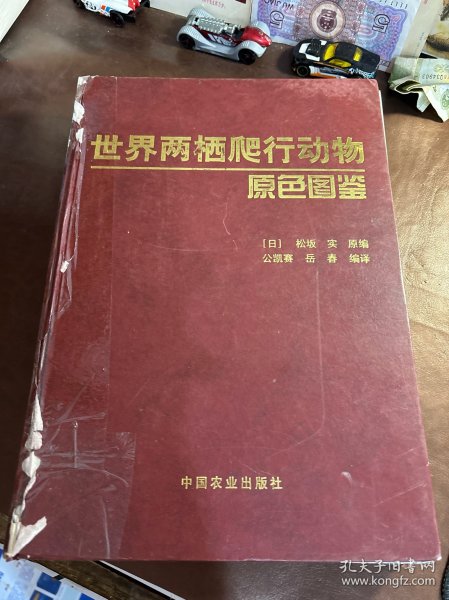 世界两栖爬行动物
原色图鉴
[日] 松坂 实 原编
公凯赛 岳春 编译
中国农业出版社
孔夫子旧书网
www.kongfz.com